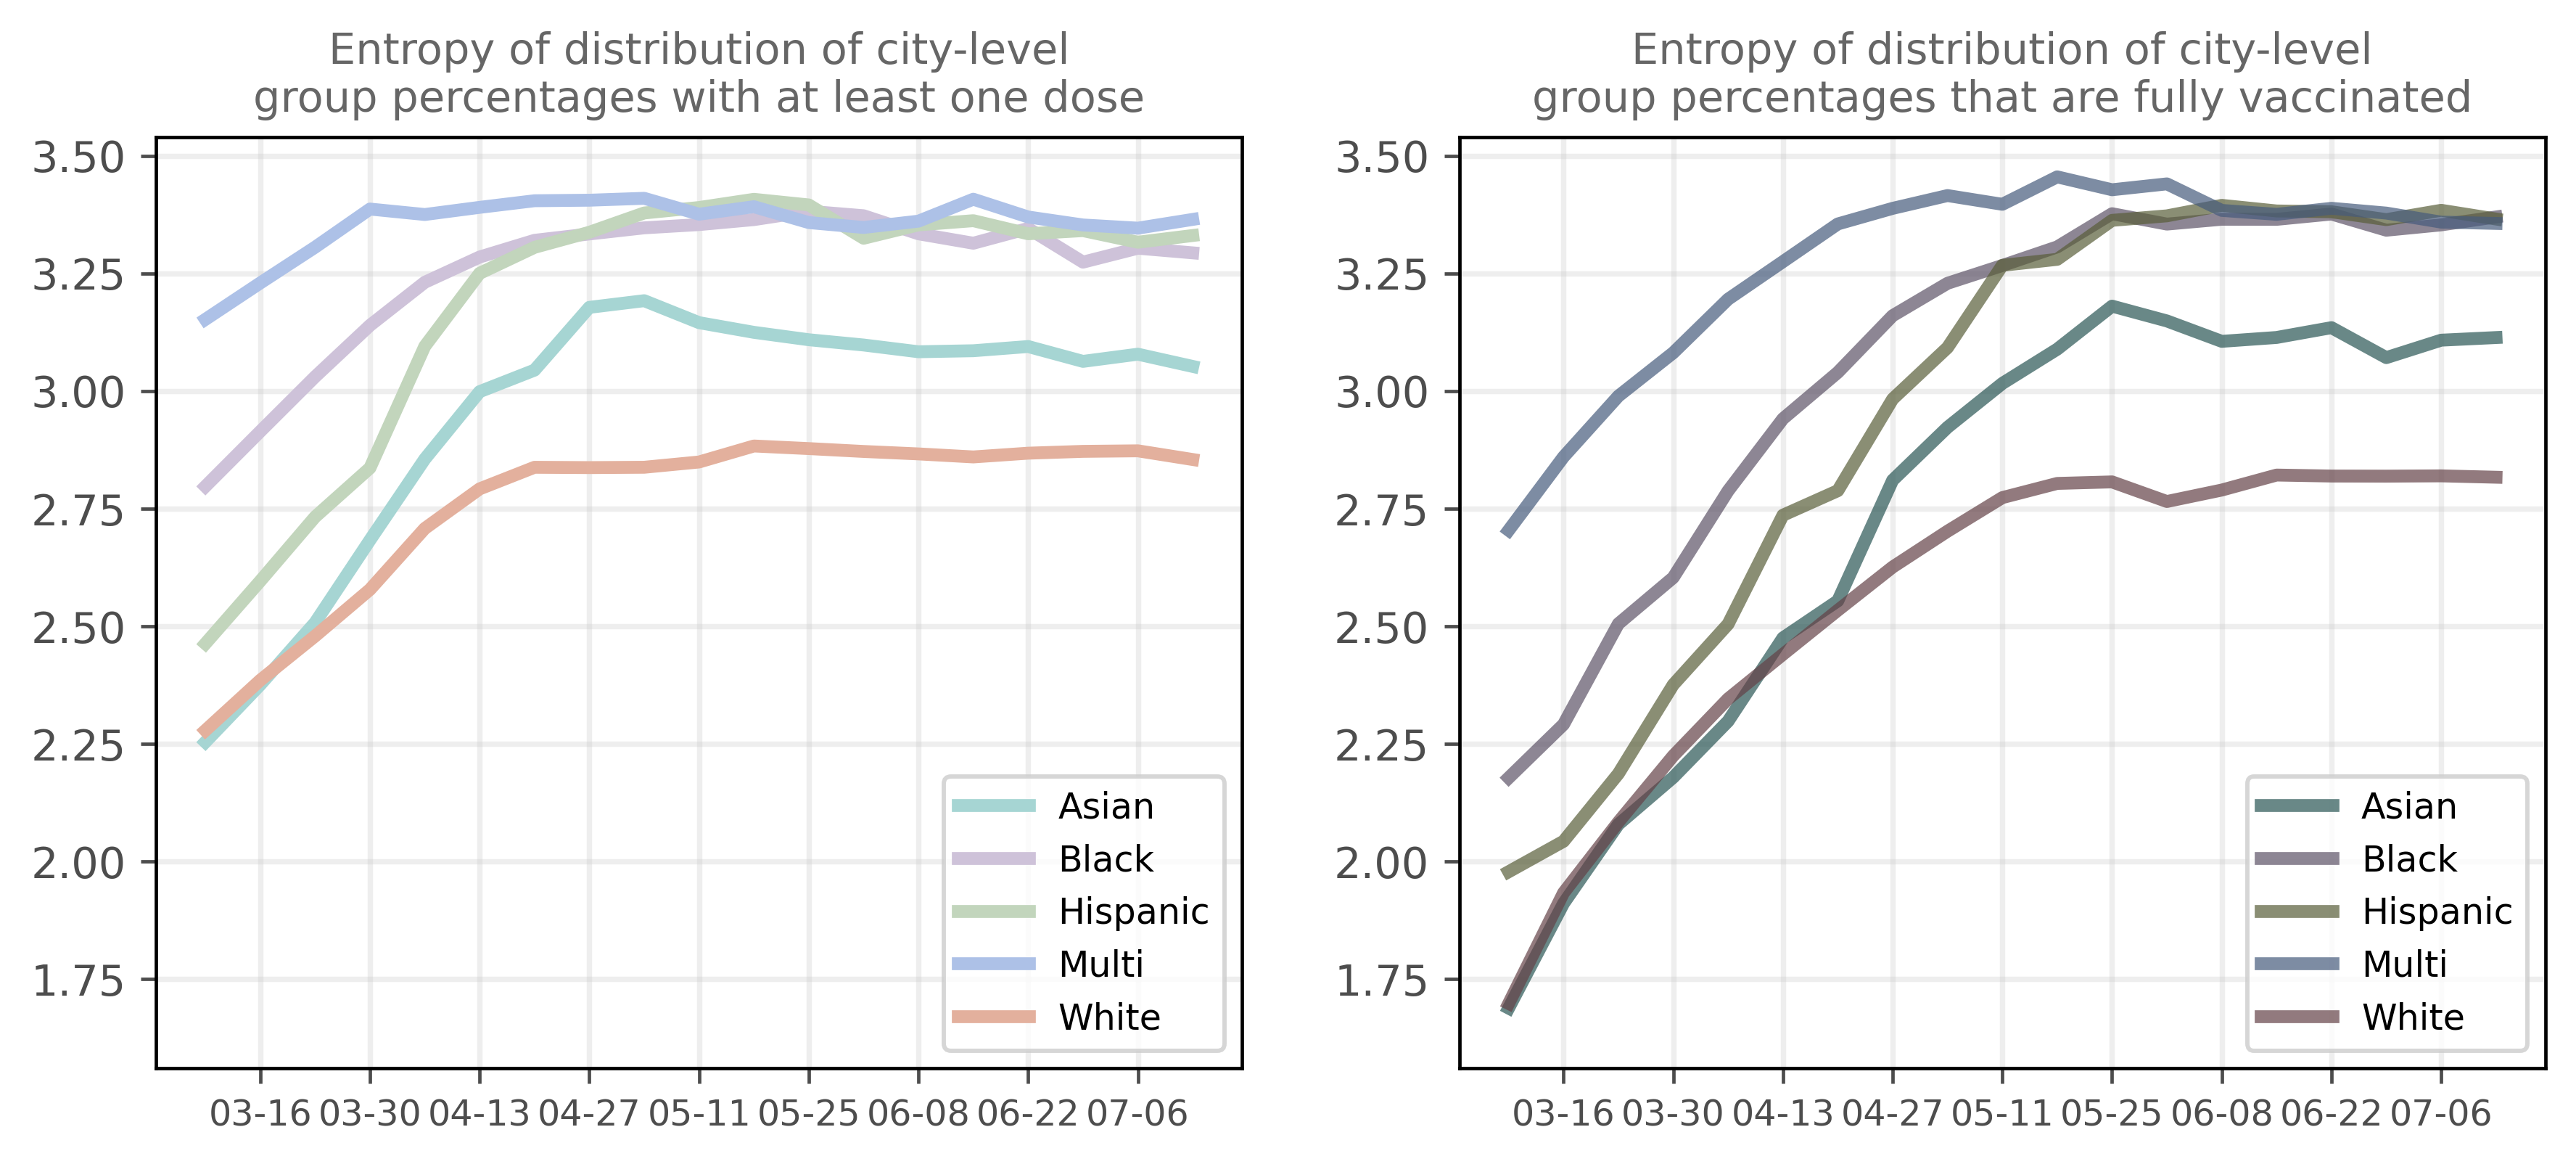 Entropy of distribution of city-level
group percentages with at least one dose
3.50
3.25
3.00
2.75
2.50
2.25
2.00
1.75
03-16 03-30 04-13 04-27 05-11 05-25 06-08 06-22 07-06
Asian
Black
Hispanic
Multi
White
Entropy of distribution of city-level
group percentages that are fully vaccinated
3.50
3.25
3.00
2.75
2.50
2.25
2.00
1.75
03-16 03-30 04-13 04-27 05-11 05-25 06-08 06-22 07-06
Asian
Black
Hispanic
Multi
White